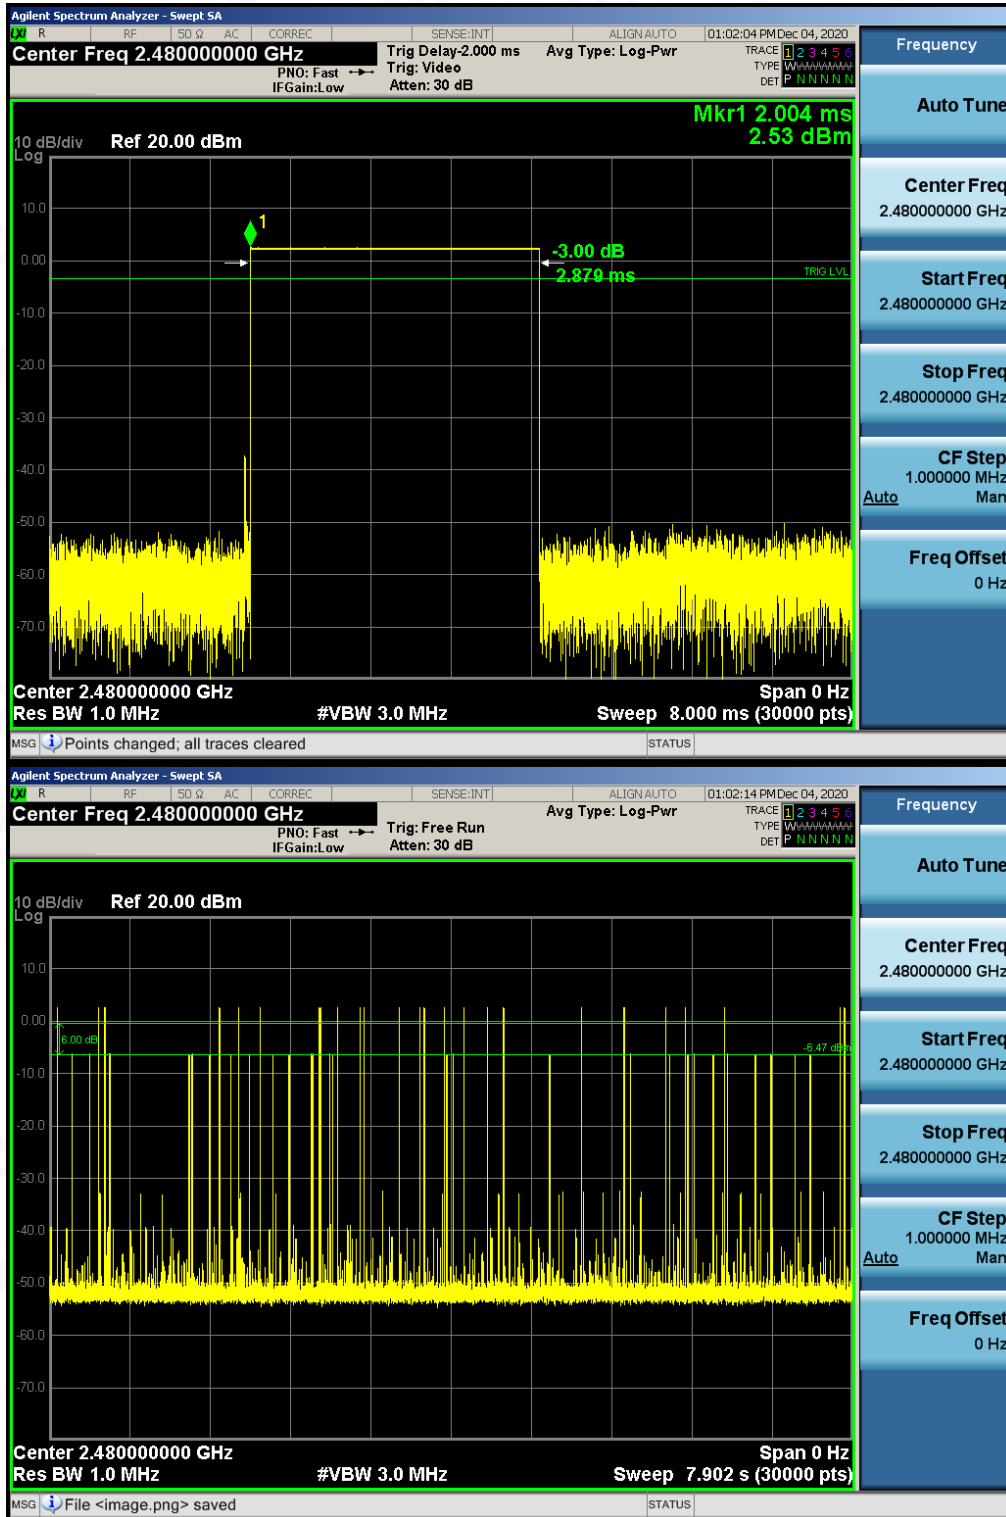 Agilent Spectrum Analyzer - Swept SA
LXI R RF 50 Ω AC CORREC SENSE:INT ALIGN AUTO 01:02:04 PM Dec 04, 2020
Center Freq 2.480000000 GHz
PNO: Fast
IFGain:Low
Trig Delay-2.000 ms
Trig: Video
Atten: 30 dB
Avg Type: Log-Pwr
TRACE 1 2 3 4 5 6
TYPE WWWWWW
DET P N N N N N
Frequency
Auto Tune
Center Freq
2.480000000 GHz
Start Freq
2.480000000 GHz
Stop Freq
2.480000000 GHz
CF Step
1.000000 MHz
Auto Man
Freq Offset
0 Hz
Mkr1 2.004 ms
2.53 dBm
10 dB/div Ref 20.00 dBm
Log
10.0
0.00
-10.0
-20.0
-30.0
-40.0
-50.0
-60.0
-70.0
1
-3.00 dB
2.879 ms
TRIG LVL
Center 2.480000000 GHz Span 0 Hz
Res BW 1.0 MHz #VBW 3.0 MHz Sweep 8.000 ms (30000 pts)
MSG Points changed; all traces cleared STATUS
Agilent Spectrum Analyzer - Swept SA
LXI R RF 50 Ω AC CORREC SENSE:INT ALIGN AUTO 01:02:14 PM Dec 04, 2020
Center Freq 2.480000000 GHz
PNO: Fast
IFGain:Low
Trig: Free Run
Atten: 30 dB
Avg Type: Log-Pwr
TRACE 1 2 3 4 5 6
TYPE WWWWWW
DET P N N N N N
Frequency
Auto Tune
Center Freq
2.480000000 GHz
Start Freq
2.480000000 GHz
Stop Freq
2.480000000 GHz
CF Step
1.000000 MHz
Auto Man
Freq Offset
0 Hz
10 dB/div Ref 20.00 dBm
Log
10.0
0.00
-10.0
-20.0
-30.0
-40.0
-50.0
-60.0
-70.0
6.00 dB
-6.47 dBm
Center 2.480000000 GHz Span 0 Hz
Res BW 1.0 MHz #VBW 3.0 MHz Sweep 7.902 s (30000 pts)
MSG File <image.png> saved STATUS